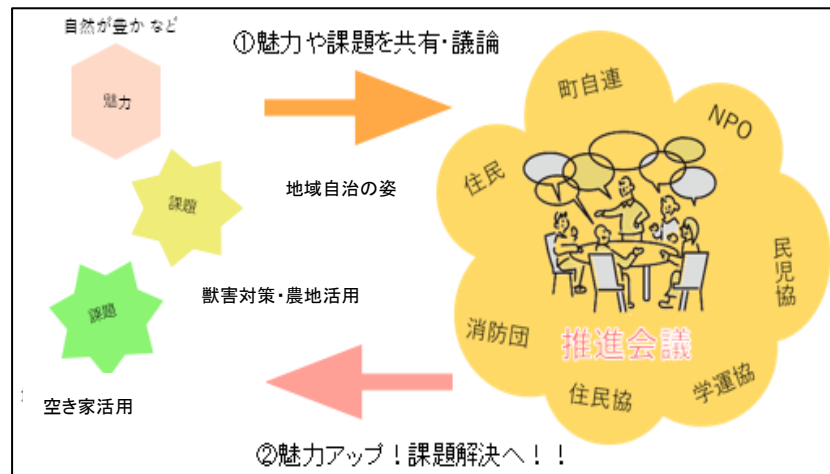 自然が豊か など
①魅力や課題を共有・議論
魅力
課題
地域自治の姿
獣害対策・農地活用
課題
空き家活用
町自連
NPO
住民
民児協
消防団
推進会議
学運協
住民協
②魅力アップ！課題解決へ！！